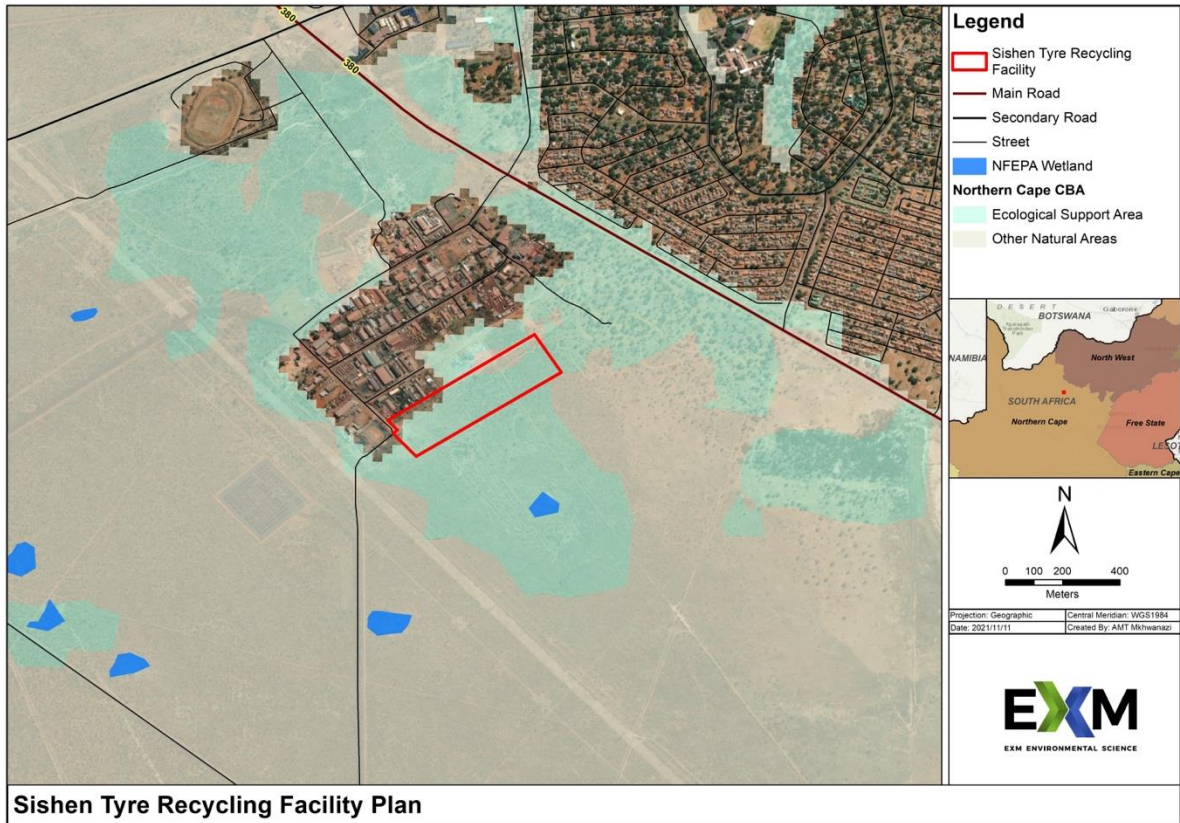 380
380
Legend
Sishen Tyre Recycling
Facility
Main Road
Secondary Road
Street
NFEPA Wetland
Northern Cape CBA
Ecological Support Area
Other Natural Areas
DESERT
Gaborone
BOTSWANA
NAMIBIA
North West
SOUTH AFRICA
Northern Cape
Free State
LESOT
Eastern Cape
N
0 100 200 400
Meters
Projection: Geographic
Central Meridian: WGS1984
Date: 2021/11/11
Created By: AMT Mkhwanazi
EXM
EXM ENVIRONMENTAL SCIENCE
Sishen Tyre Recycling Facility Plan